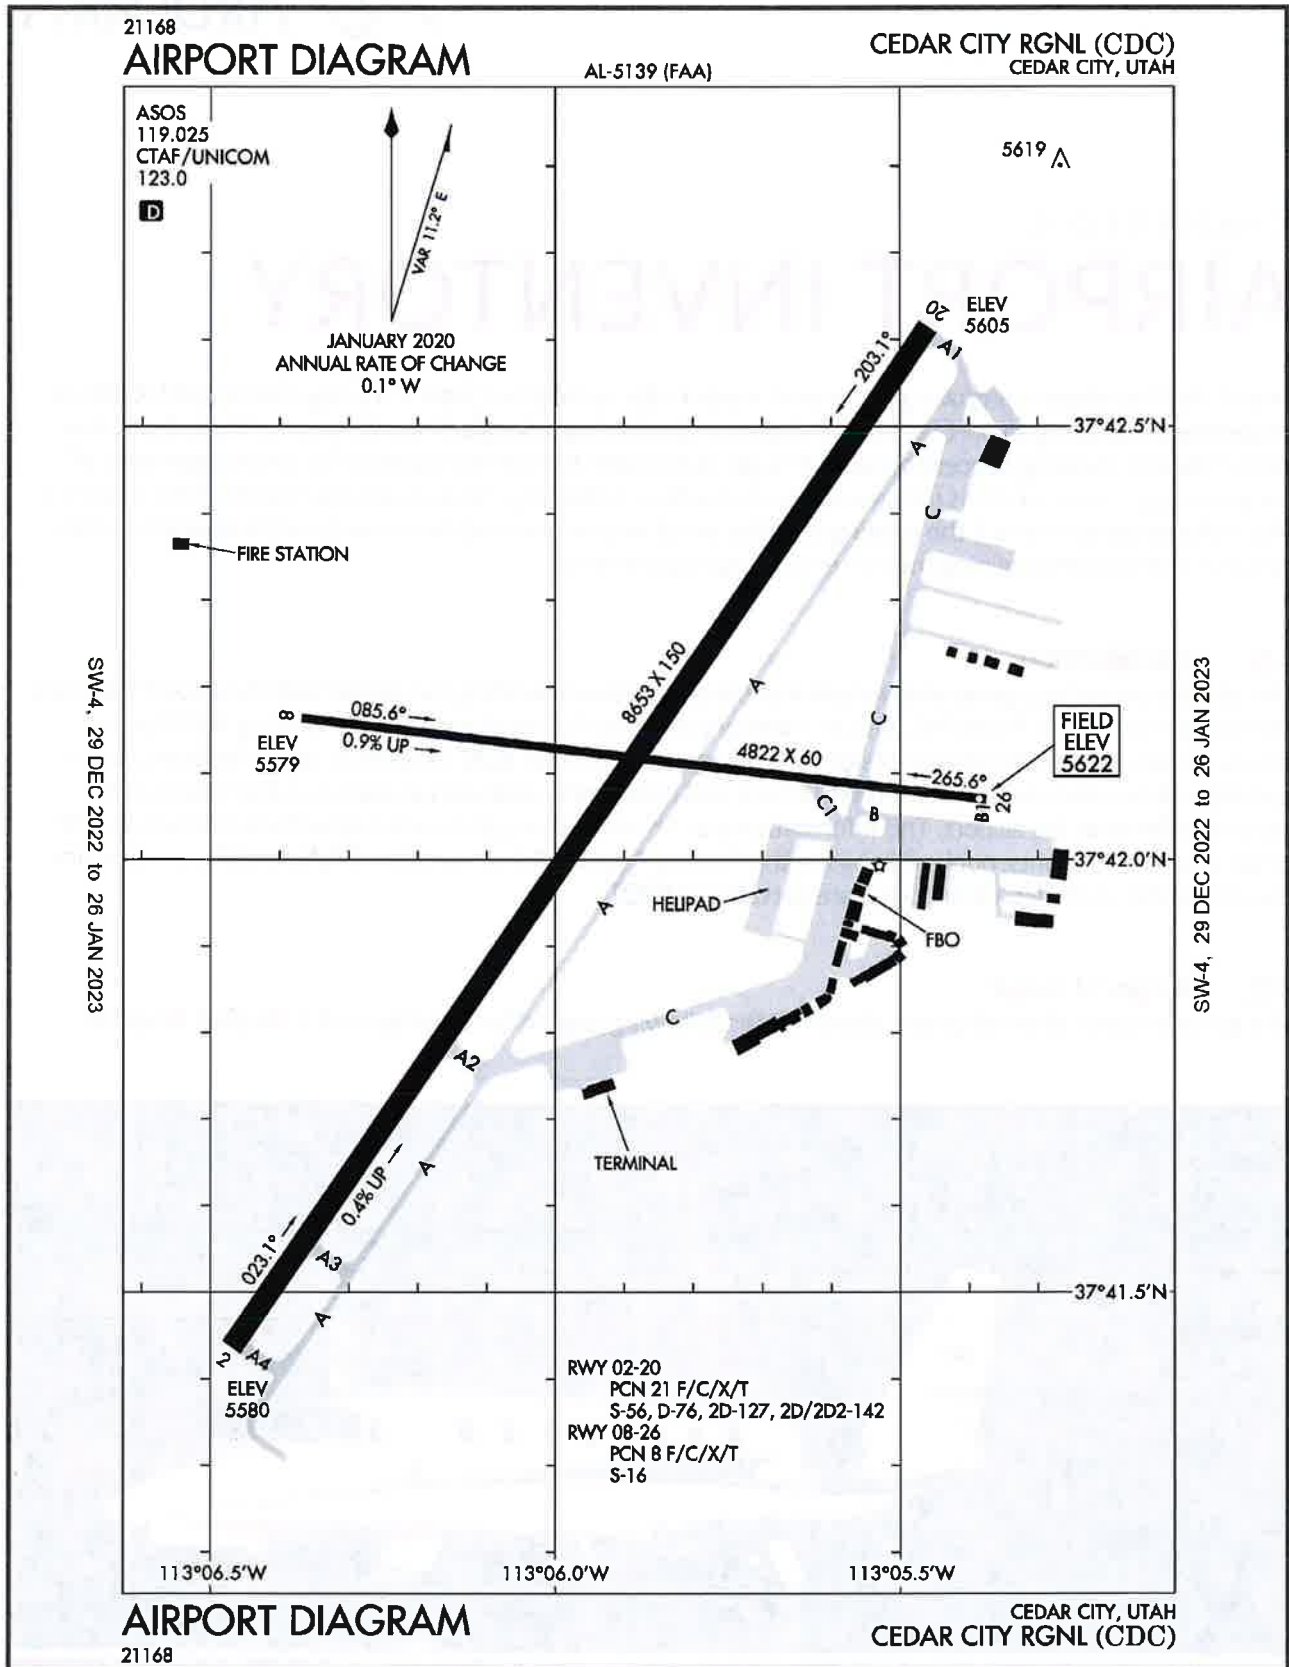 21168
AIRPORT DIAGRAM
AL-5139 (FAA)
CEDAR CITY RGNL (CDC)
CEDAR CITY, UTAH
ASOS
119.025
CTAF/UNICOM
123.0
D
VAR 11.2° E
JANUARY 2020
ANNUAL RATE OF CHANGE
0.1° W
5619
20
ELEV
5605
A1
203.1°
37°42.5'N
A
C
FIRE STATION
8653 X 150
A
C
8
085.6°
0.9% UP
ELEV
5579
4822 X 60
265.6°
FIELD
ELEV
5622
26
B1
B
C1
37°42.0'N
HELIPAD
A
FBO
C
A2
TERMINAL
A
0.4% UP
023.1°
A3
A
37°41.5'N
2
A4
ELEV
5580
RWY 02-20
PCN 21 F/C/X/T
S-56, D-76, 2D-127, 2D/2D2-142
RWY 08-26
PCN 8 F/C/X/T
S-16
113°06.5'W
113°06.0'W
113°05.5'W
SW-4, 29 DEC 2022 to 26 JAN 2023
SW-4, 29 DEC 2022 to 26 JAN 2023
AIRPORT DIAGRAM
21168
CEDAR CITY, UTAH
CEDAR CITY RGNL (CDC)
AIRPORT INVENTORY